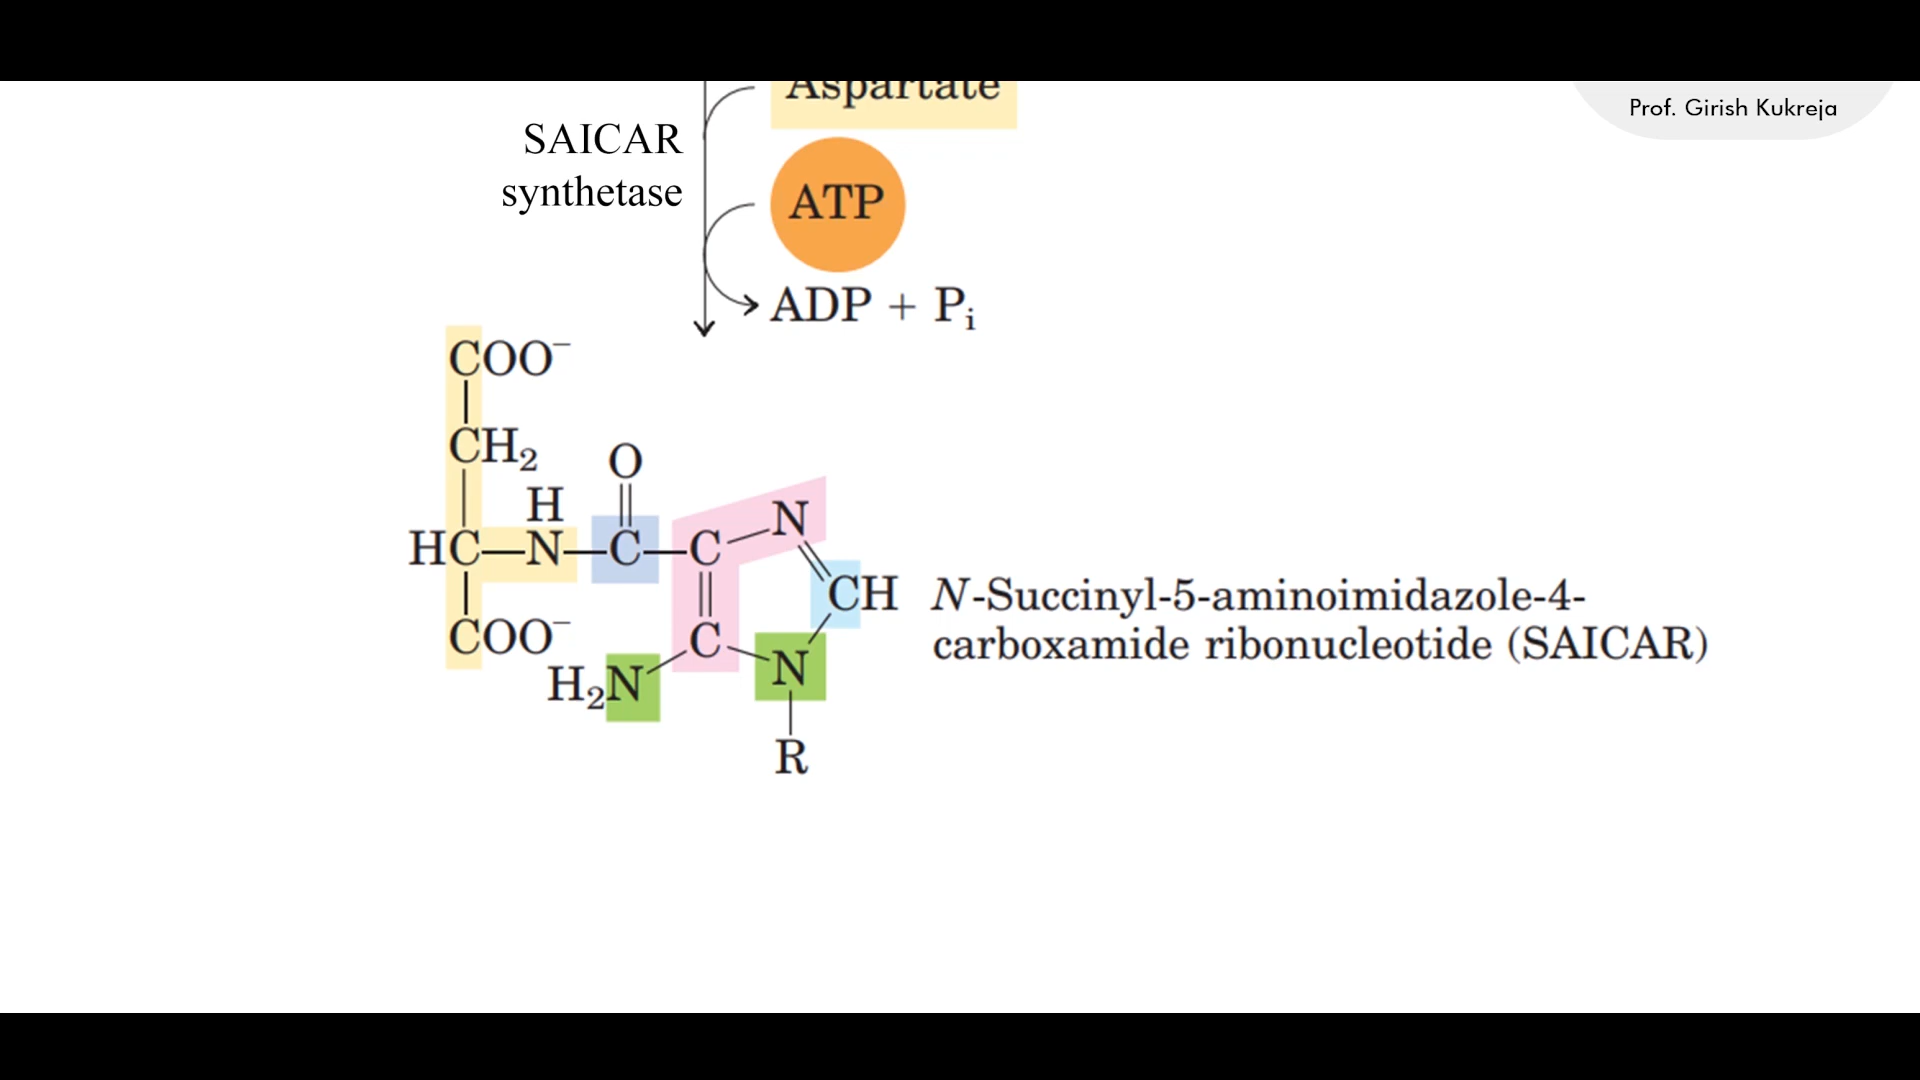 Aspartate
Prof. Girish Kukreja
SAICAR
synthetase
ATP
ADP + Pi
COO−
CH2
O
H
N
HC—N—C—C
CH
COO−
C
N
H2N
R
N-Succinyl-5-aminoimidazole-4-
carboxamide ribonucleotide (SAICAR)